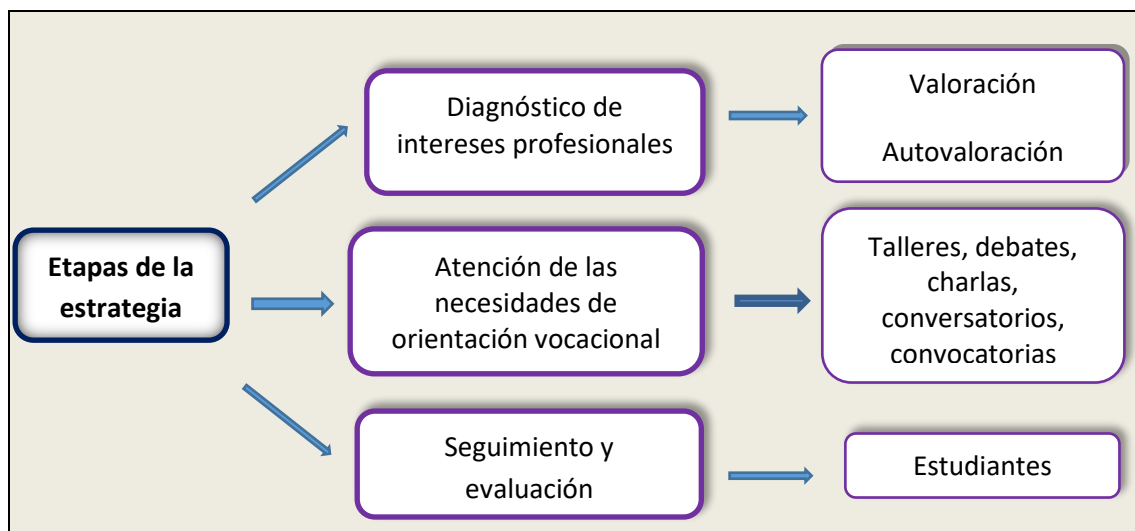 Etapas de la
estrategia
Diagnóstico de
intereses profesionales
Valoración
Autovaloración
Atención de las
necesidades de
orientación vocacional
Talleres, debates,
charlas,
conversatorios,
convocatorias
Seguimiento y
evaluación
Estudiantes